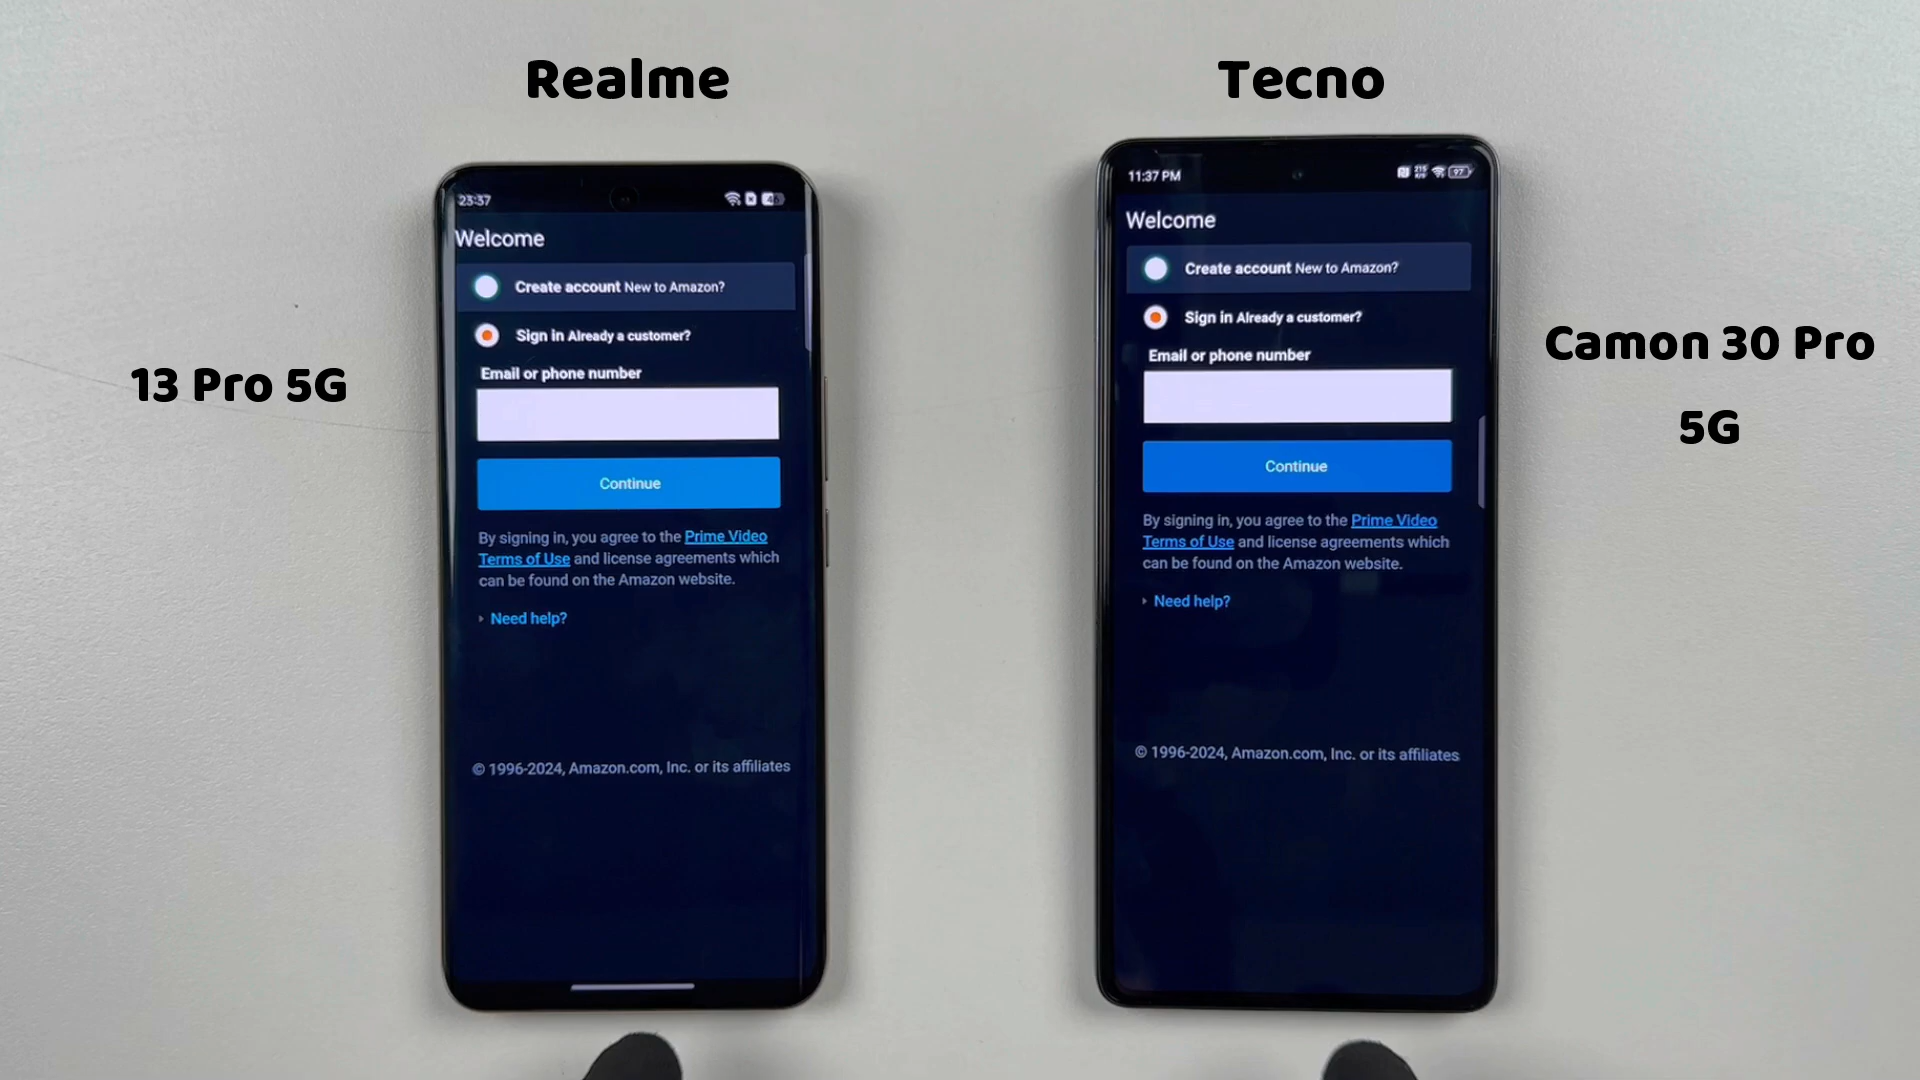 Realme
Tecno
13 Pro 5G
Camon 30 Pro
5G
23:37
Welcome
Create account New to Amazon?
Sign in Already a customer?
Email or phone number
Continue
By signing in, you agree to the Prime Video
Terms of Use and license agreements which
can be found on the Amazon website.
Need help?
© 1996-2024, Amazon.com, Inc. or its affiliates
11:37 PM
97
Welcome
Create account New to Amazon?
Sign in Already a customer?
Email or phone number
Continue
By signing in, you agree to the Prime Video
Terms of Use and license agreements which
can be found on the Amazon website.
Need help?
© 1996-2024, Amazon.com, Inc. or its affiliates